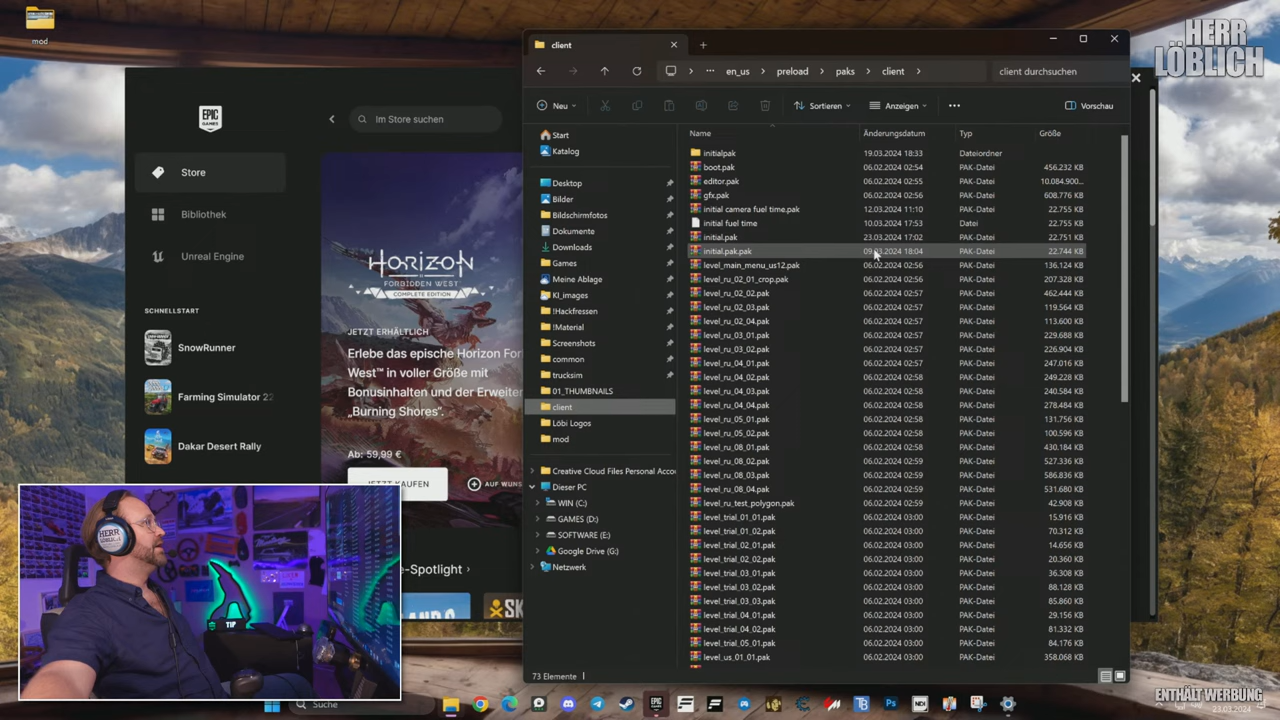 mod
HERR
LÖBLICH
client
en_us
preload
paks
client
client durchsuchen
Neu
Sortieren
Anzeigen
Vorschau
EPIC
GAMES
Im Store suchen
Store
Bibliothek
Unreal Engine
SCHNELLSTART
SnowRunner
Farming Simulator 22
Dakar Desert Rally
HORIZON
FORBIDDEN WEST
COMPLETE EDITION
JETZT ERHÄLTLICH
Erlebe das epische Horizon For
West™ in voller Größe mit
Bonusinhalten und der Erweiter
„Burning Shores“.
Ab: 59,99 €
JETZT KAUFEN
AUF WUNS
e-Spotlight
Start
Katalog
Desktop
Bilder
Bildschirmfotos
Dokumente
Downloads
Games
Meine Ablage
KI_images
!Hackfressen
!Material
Screenshots
common
trucksim
01_THUMBNAILS
client
Löbi Logos
mod
Creative Cloud Files Personal Acco
Dieser PC
WIN (C:)
GAMES (D:)
SOFTWARE (E:)
Google Drive (G:)
Netzwerk
Name Änderungsdatum Typ Größe
initialpak 19.03.2024 18:33 Dateiordner
boot.pak 06.02.2024 02:54 PAK-Datei 456.232 KB
editor.pak 06.02.2024 02:55 PAK-Datei 10.084.900...
gfx.pak 06.02.2024 02:55 PAK-Datei 608.776 KB
initial camera fuel time.pak 12.03.2024 11:10 PAK-Datei 22.755 KB
initial fuel time 10.03.2024 17:53 Datei 22.755 KB
initial.pak 23.03.2024 17:02 PAK-Datei 22.751 KB
initial.pak.pak 09.03.2024 18:04 PAK-Datei 22.744 KB
level_main_menu_us12.pak 06.02.2024 02:56 PAK-Datei 136.124 KB
level_ru_02_01_crop.pak 06.02.2024 02:56 PAK-Datei 207.328 KB
level_ru_02_02.pak 06.02.2024 02:57 PAK-Datei 462.444 KB
level_ru_02_03.pak 06.02.2024 02:57 PAK-Datei 119.564 KB
level_ru_02_04.pak 06.02.2024 02:57 PAK-Datei 113.600 KB
level_ru_03_01.pak 06.02.2024 02:57 PAK-Datei 229.688 KB
level_ru_03_02.pak 06.02.2024 02:57 PAK-Datei 226.904 KB
level_ru_04_01.pak 06.02.2024 02:57 PAK-Datei 247.016 KB
level_ru_04_02.pak 06.02.2024 02:58 PAK-Datei 249.228 KB
level_ru_04_03.pak 06.02.2024 02:58 PAK-Datei 240.584 KB
level_ru_04_04.pak 06.02.2024 02:58 PAK-Datei 278.484 KB
level_ru_05_01.pak 06.02.2024 02:58 PAK-Datei 131.756 KB
level_ru_05_02.pak 06.02.2024 02:58 PAK-Datei 100.596 KB
level_ru_08_01.pak 06.02.2024 02:58 PAK-Datei 430.184 KB
level_ru_08_02.pak 06.02.2024 02:59 PAK-Datei 527.336 KB
level_ru_08_03.pak 06.02.2024 02:59 PAK-Datei 586.836 KB
level_ru_08_04.pak 06.02.2024 02:59 PAK-Datei 531.680 KB
level_ru_test_polygon.pak 06.02.2024 02:59 PAK-Datei 42.908 KB
level_trial_01_01.pak 06.02.2024 03:00 PAK-Datei 15.916 KB
level_trial_01_02.pak 06.02.2024 03:00 PAK-Datei 70.312 KB
level_trial_02_01.pak 06.02.2024 03:00 PAK-Datei 14.656 KB
level_trial_02_02.pak 06.02.2024 03:00 PAK-Datei 20.360 KB
level_trial_03_01.pak 06.02.2024 03:00 PAK-Datei 36.308 KB
level_trial_03_02.pak 06.02.2024 03:00 PAK-Datei 88.128 KB
level_trial_03_03.pak 06.02.2024 03:00 PAK-Datei 85.860 KB
level_trial_04_01.pak 06.02.2024 03:00 PAK-Datei 29.156 KB
level_trial_04_02.pak 06.02.2024 03:00 PAK-Datei 81.332 KB
level_trial_05_01.pak 06.02.2024 03:00 PAK-Datei 84.176 KB
level_us_01_01.pak 06.02.2024 03:00 PAK-Datei 358.068 KB
73 Elemente
HERR
LÖBLICH
TIP
Suche
ENTHÄLT WERBUNG
23.03.2024